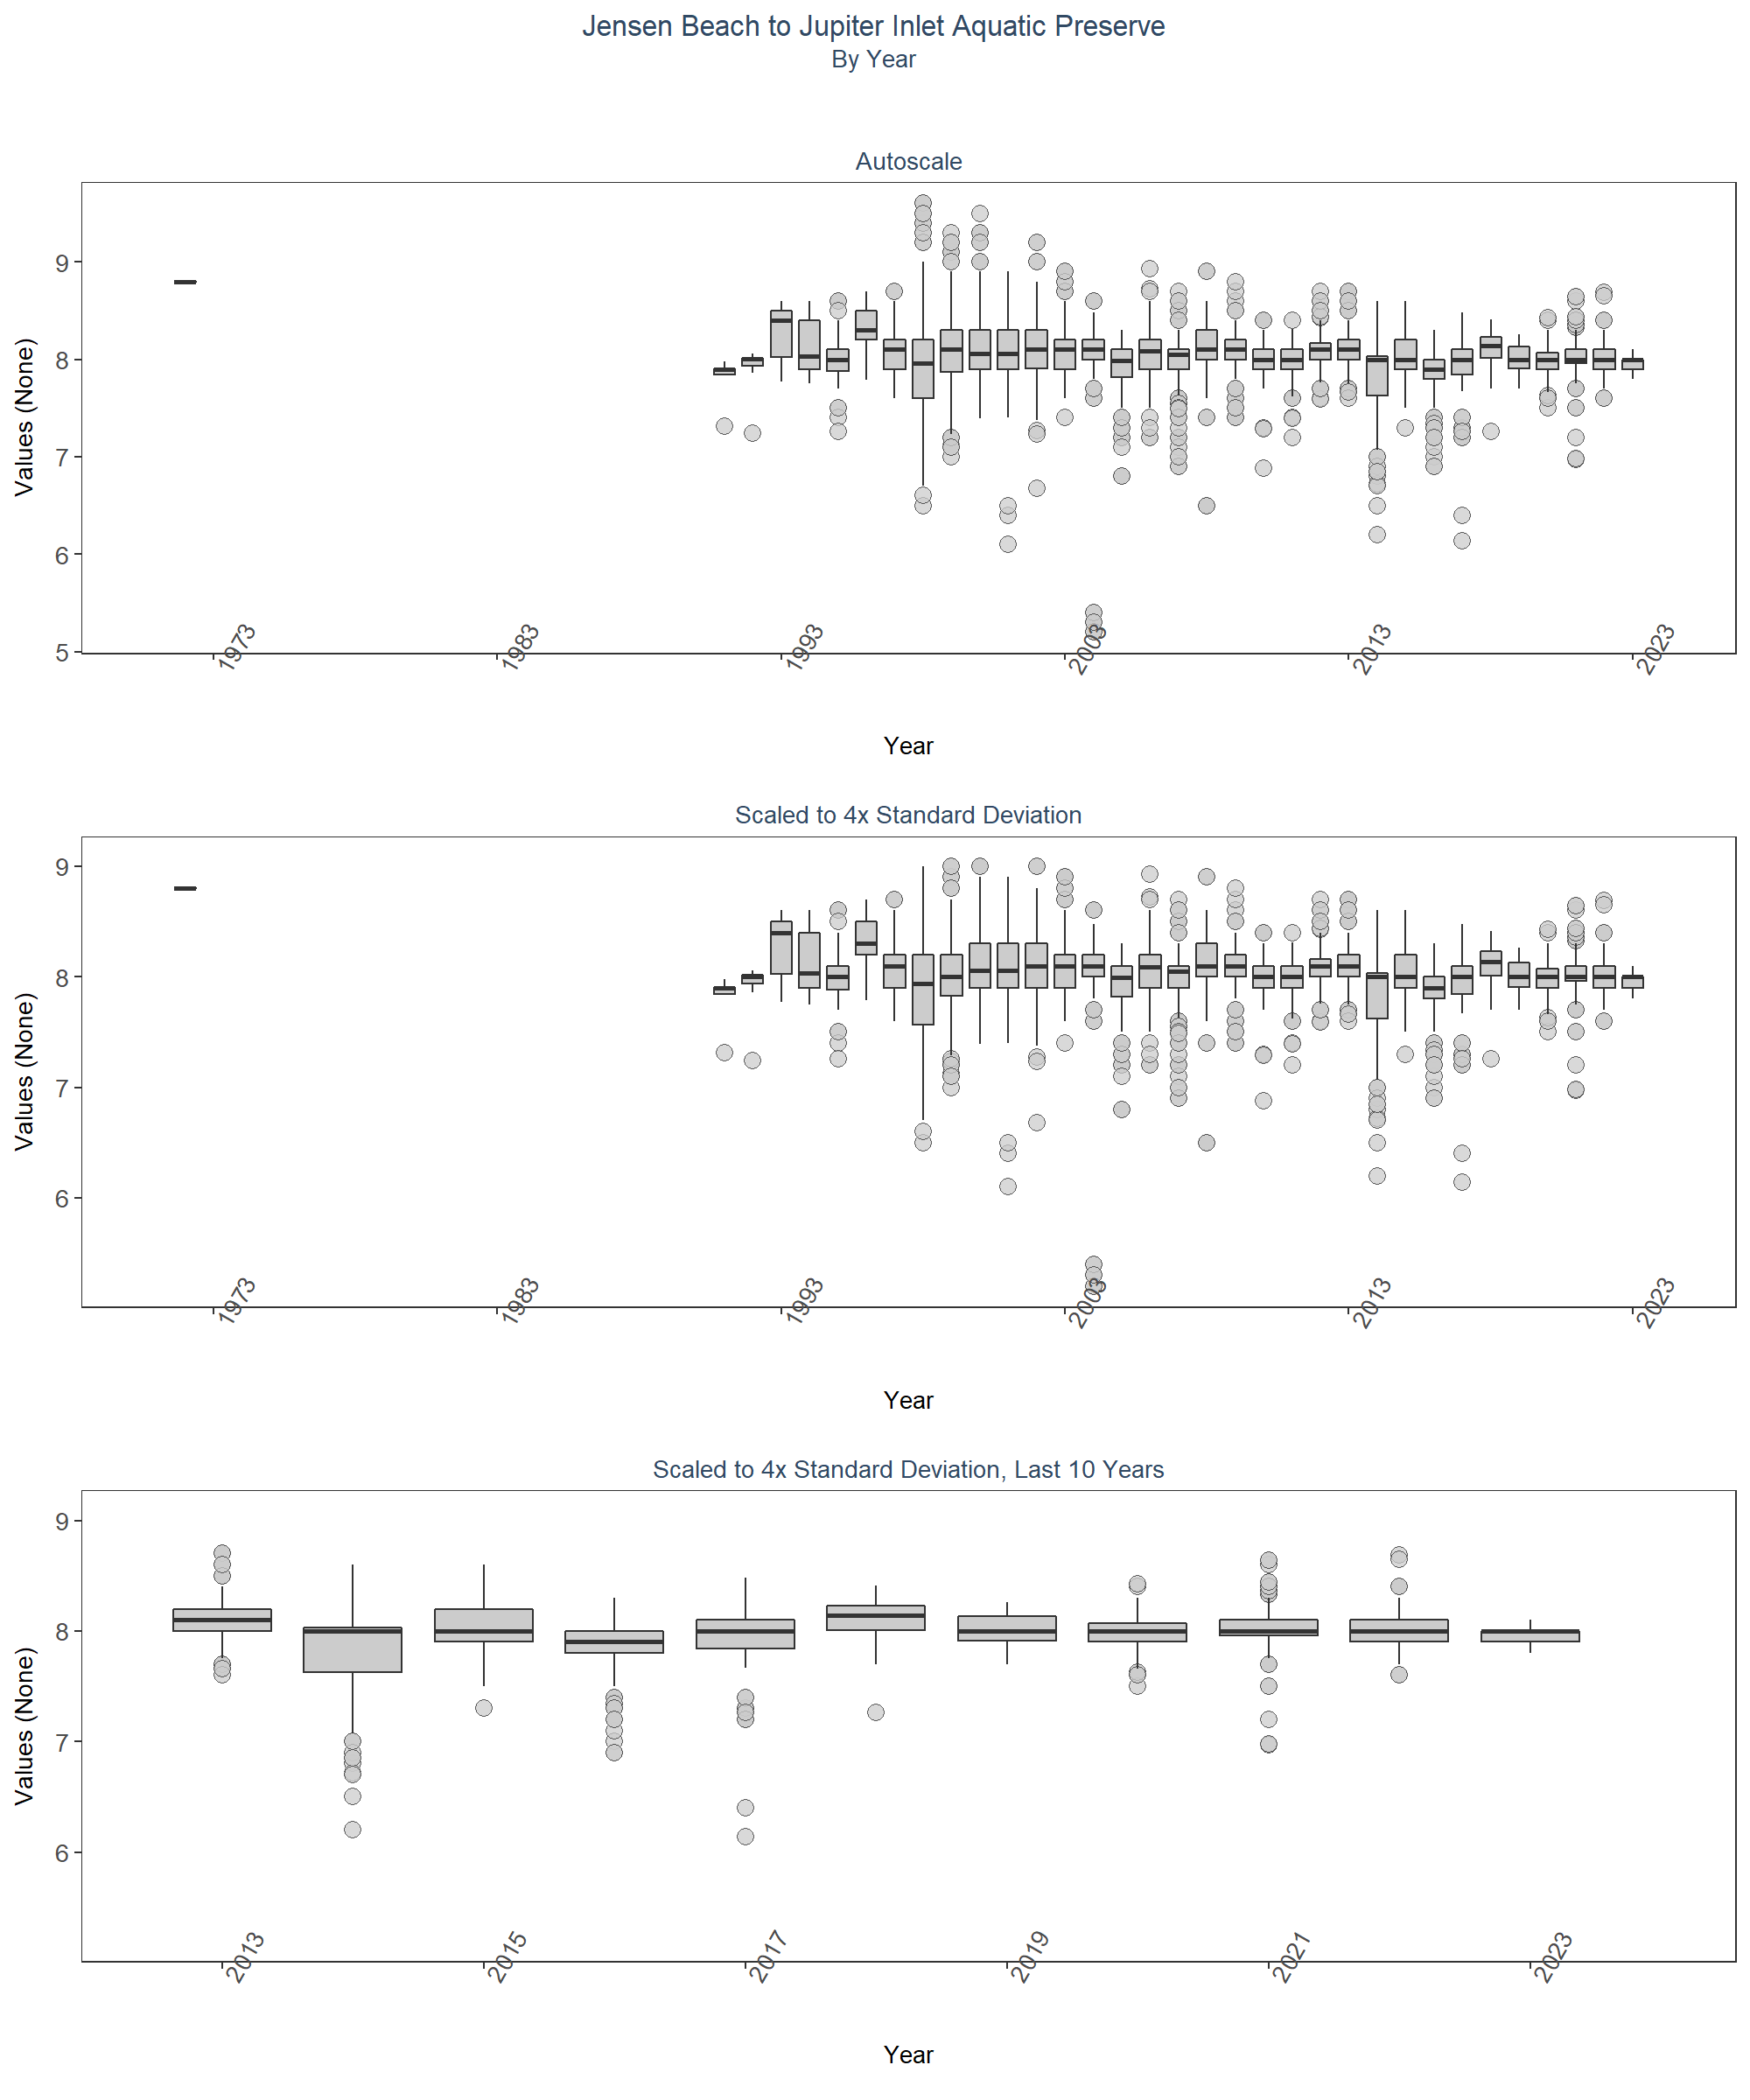 Jensen Beach to Jupiter Inlet Aquatic Preserve
By Year
Autoscale
Values (None)
9
8
7
6
5
1973
1983
1993
2003
2013
2023
Year
Scaled to 4x Standard Deviation
Values (None)
9
8
7
6
1973
1983
1993
2003
2013
2023
Year
Scaled to 4x Standard Deviation, Last 10 Years
Values (None)
9
8
7
6
2013
2015
2017
2019
2021
2023
Year